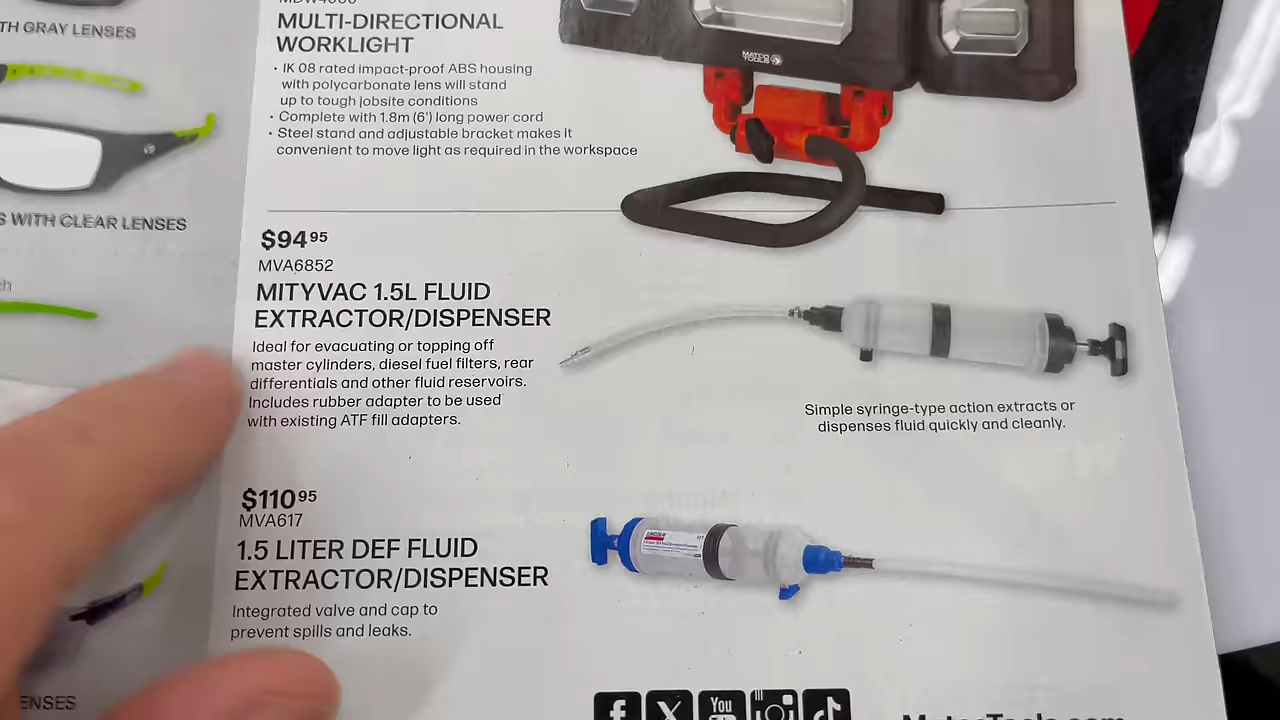 TH GRAY LENSES
S WITH CLEAR LENSES
ENSES
MULTI-DIRECTIONAL
WORKLIGHT
• IK 08 rated impact-proof ABS housing
with polycarbonate lens will stand
up to tough jobsite conditions
• Complete with 1.8m (6') long power cord
• Steel stand and adjustable bracket makes it
convenient to move light as required in the workspace
MATCO
TOOLS
$94 95
MVA6852
MITYVAC 1.5L FLUID
EXTRACTOR/DISPENSER
Ideal for evacuating or topping off
master cylinders, diesel fuel filters, rear
differentials and other fluid reservoirs.
Includes rubber adapter to be used
with existing ATF fill adapters.
Simple syringe-type action extracts or
dispenses fluid quickly and cleanly.
$110 95
MVA617
1.5 LITER DEF FLUID
EXTRACTOR/DISPENSER
Integrated valve and cap to
prevent spills and leaks.
LINCOLN
You